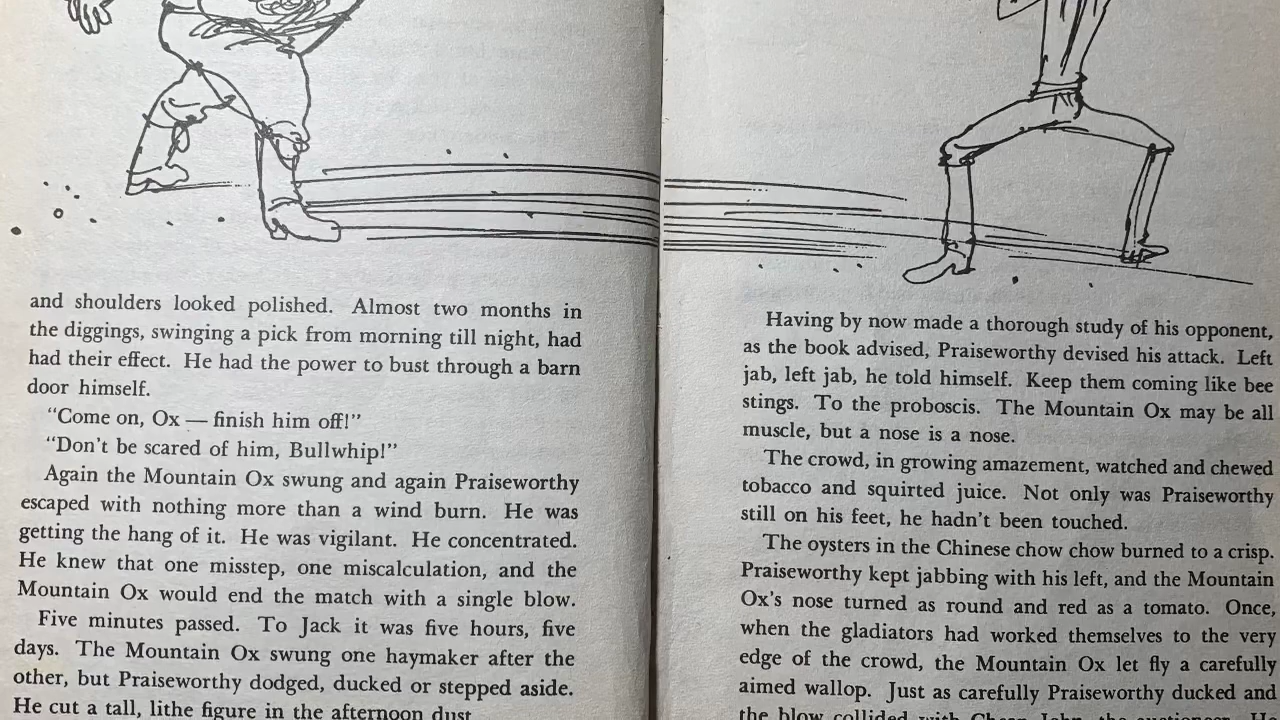 and shoulders looked polished. Almost two months in
the diggings, swinging a pick from morning till night, had
had their effect. He had the power to bust through a barn
door himself.
“Come on, Ox — finish him off!”
“Don't be scared of him, Bullwhip!”
Again the Mountain Ox swung and again Praiseworthy
escaped with nothing more than a wind burn. He was
getting the hang of it. He was vigilant. He concentrated.
He knew that one misstep, one miscalculation, and the
Mountain Ox would end the match with a single blow.
Five minutes passed. To Jack it was five hours, five
days. The Mountain Ox swung one haymaker after the
other, but Praiseworthy dodged, ducked or stepped aside.
He cut a tall, lithe figure in the afternoon dust
Having by now made a thorough study of his opponent,
as the book advised, Praiseworthy devised his attack. Left
jab, left jab, he told himself. Keep them coming like bee
stings. To the proboscis. The Mountain Ox may be all
muscle, but a nose is a nose.
The crowd, in growing amazement, watched and chewed
tobacco and squirted juice. Not only was Praiseworthy
still on his feet, he hadn't been touched.
The oysters in the Chinese chow chow burned to a crisp.
Praiseworthy kept jabbing with his left, and the Mountain
Ox's nose turned as round and red as a tomato. Once,
when the gladiators had worked themselves to the very
edge of the crowd, the Mountain Ox let fly a carefully
aimed wallop. Just as carefully Praiseworthy ducked and
the blow collided with Cheap John, the auctioneer. He